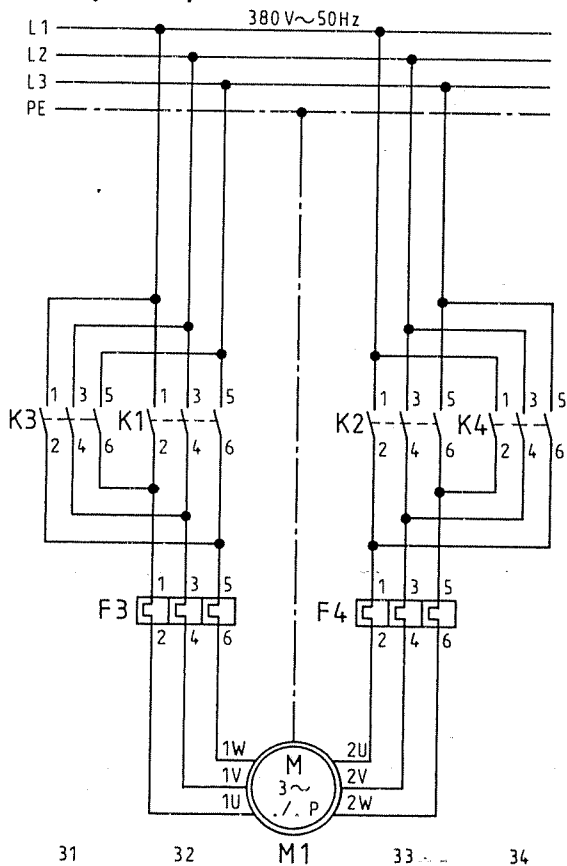 380 V~50Hz
L1
L2
L3
PE
1 3 5 1 3 5 1 3 5 1 3 5
K3 K1 K2 K4
2 4 6 2 4 6 2 4 6 2 4 6
1 3 5 1 3 5
F3 F4
2 4 6 2 4 6
1W M 2U
1V 3~ 2V
1U ./. P 2W
31 32 M1 33 34